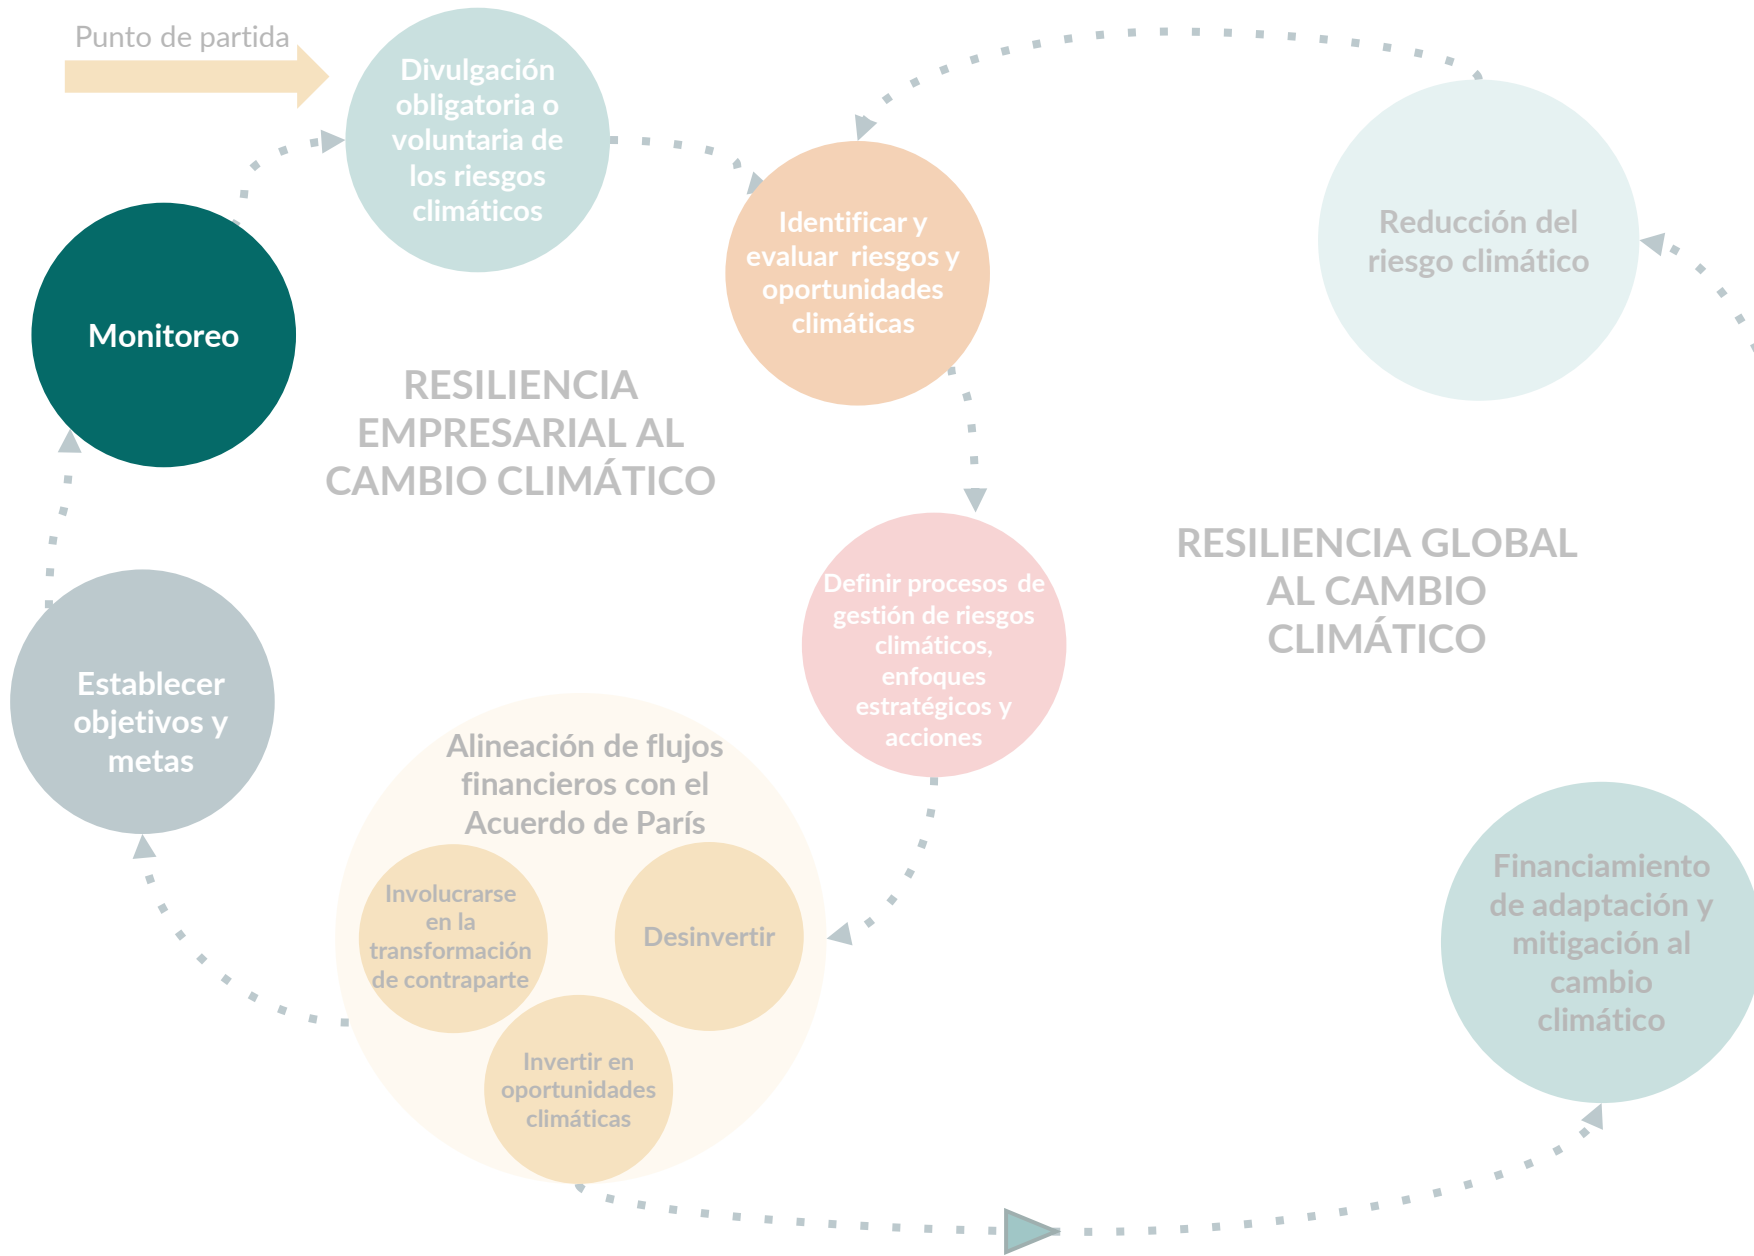 Punto de partida
Divulgación
obligatoria o
voluntaria de
los riesgos
climáticos
Identificar y
evaluar riesgos y
oportunidades
climáticas
Reducción del
riesgo climático
Monitoreo
RESILIENCIA
EMPRESARIAL AL
CAMBIO CLIMÁTICO
RESILIENCIA GLOBAL
AL CAMBIO
CLIMÁTICO
Definir procesos de
gestión de riesgos
climáticos,
enfoques
estratégicos y
acciones
Establecer
objetivos y
metas
Alineación de flujos
financieros con el
Acuerdo de París
Involucrarse
en la
transformación
de contraparte
Desinvertir
Invertir en
oportunidades
climáticas
Financiamiento
de adaptación y
mitigación al
cambio
climático